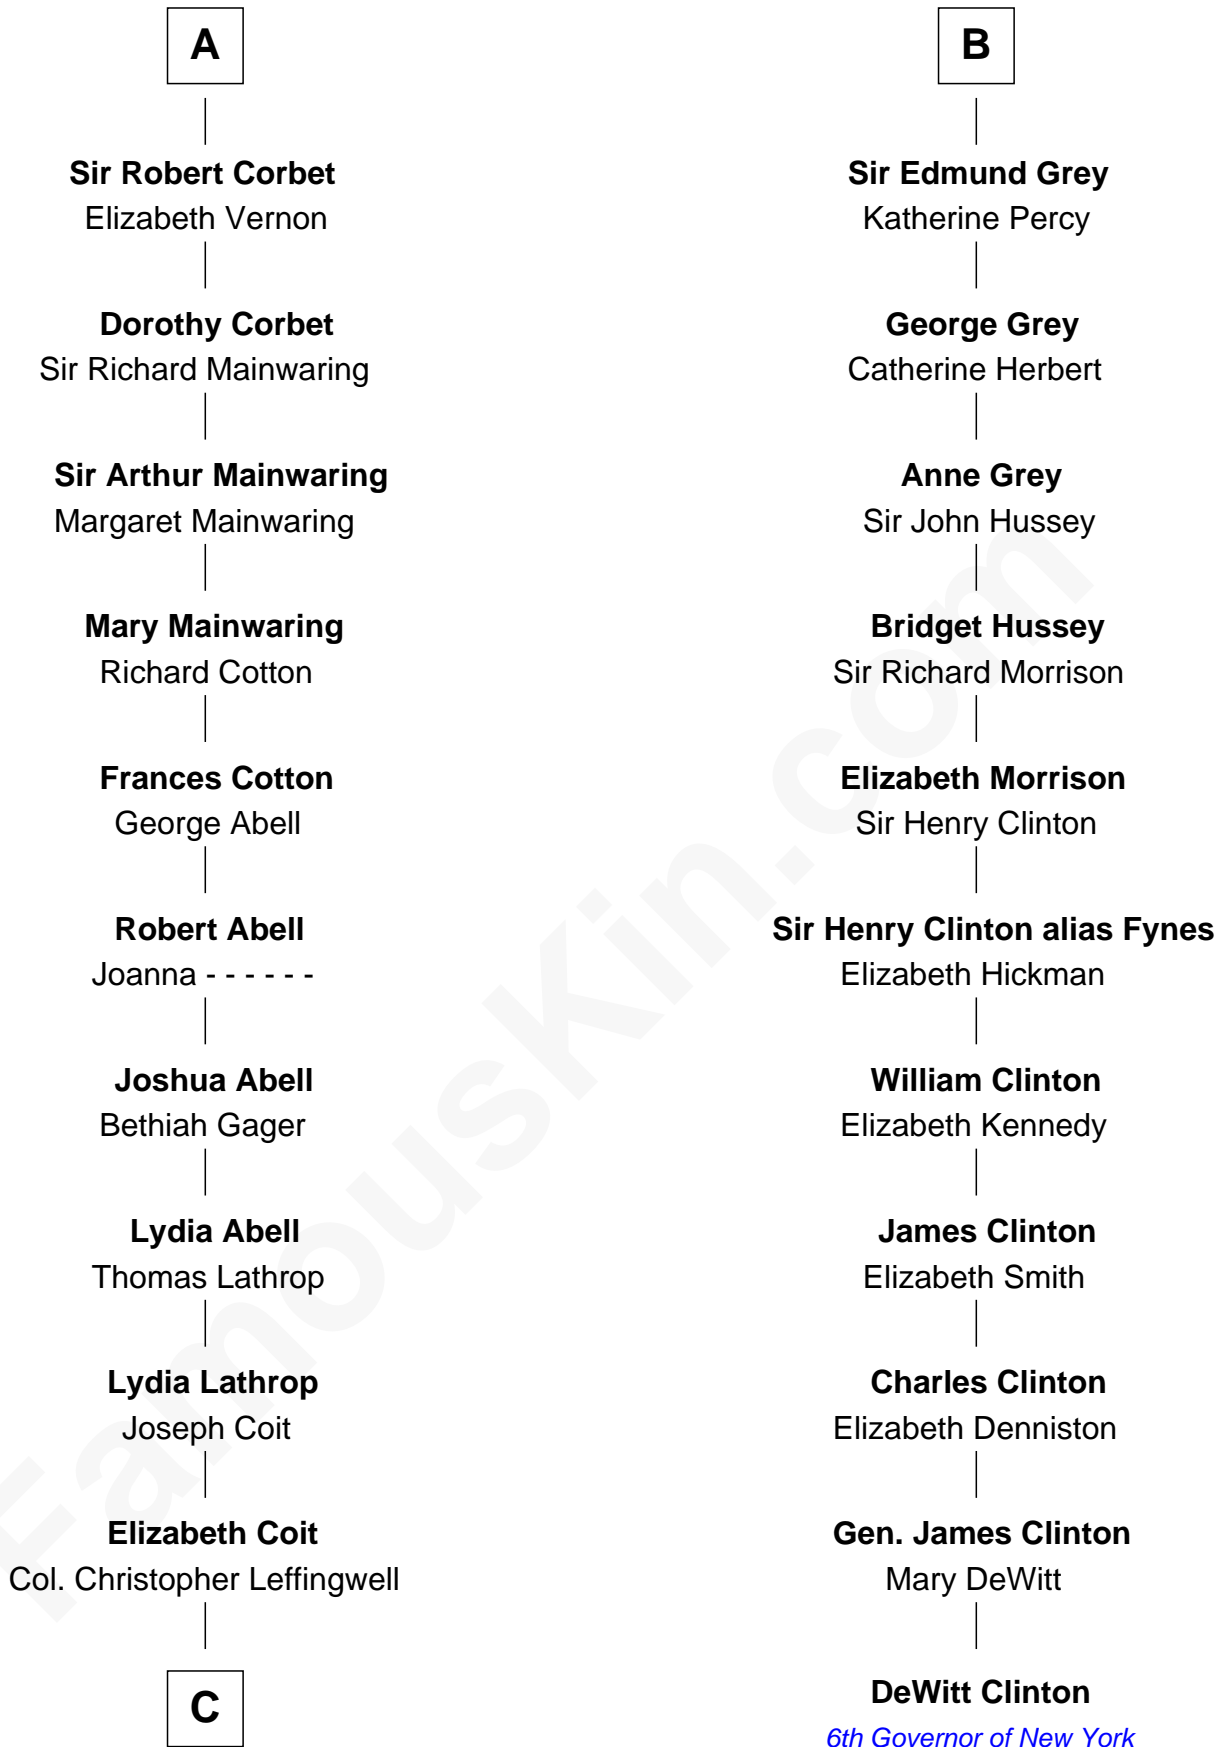 A
Sir Robert Corbet
Elizabeth Vernon
Dorothy Corbet
Sir Richard Mainwaring
Sir Arthur Mainwaring
Margaret Mainwaring
Mary Mainwaring
Richard Cotton
Frances Cotton
George Abell
Robert Abell
Joanna - - - - - -
Joshua Abell
Bethiah Gager
Lydia Abell
Thomas Lathrop
Lydia Lathrop
Joseph Coit
Elizabeth Coit
Col. Christopher Leffingwell
C
B
Sir Edmund Grey
Katherine Percy
George Grey
Catherine Herbert
Anne Grey
Sir John Hussey
Bridget Hussey
Sir Richard Morrison
Elizabeth Morrison
Sir Henry Clinton
Sir Henry Clinton alias Fynes
Elizabeth Hickman
William Clinton
Elizabeth Kennedy
James Clinton
Elizabeth Smith
Charles Clinton
Elizabeth Denniston
Gen. James Clinton
Mary DeWitt
DeWitt Clinton
6th Governor of New York
FamousKin.com